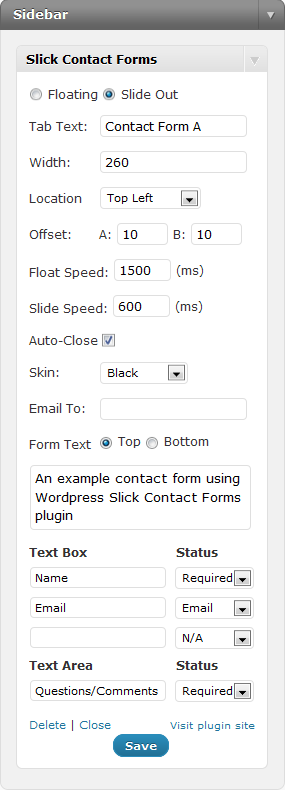 Sidebar
Slick Contact Forms
Floating Slide Out
Tab Text: Contact Form A
Width: 260
Location Top Left
Offset: A: 10 B: 10
Float Speed: 1500 (ms)
Slide Speed: 600 (ms)
Auto-Close
Skin: Black
Email To:
Form Text Top Bottom
An example contact form using
Wordpress Slick Contact Forms
plugin
Text Box Status
Name Required
Email Email
N/A
Text Area Status
Questions/Comments Required
Delete | Close Visit plugin site
Save